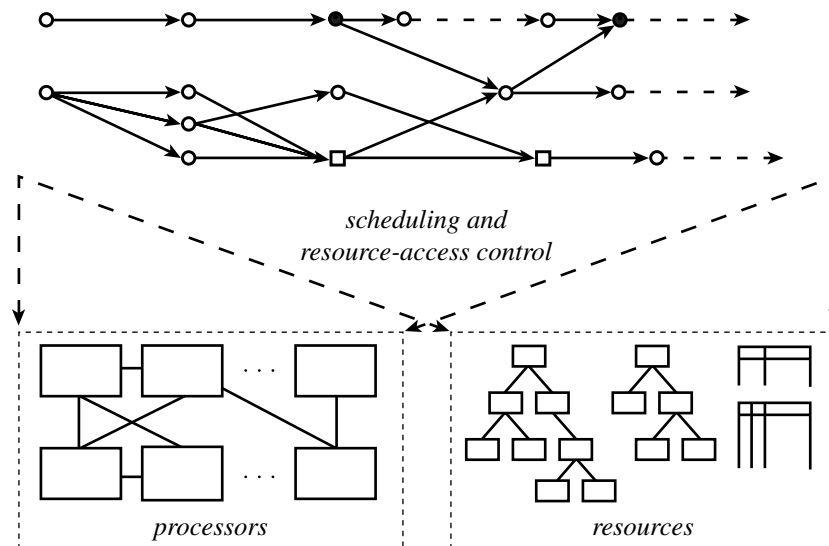 scheduling and
resource-access control
. . .
. . .
processors
resources